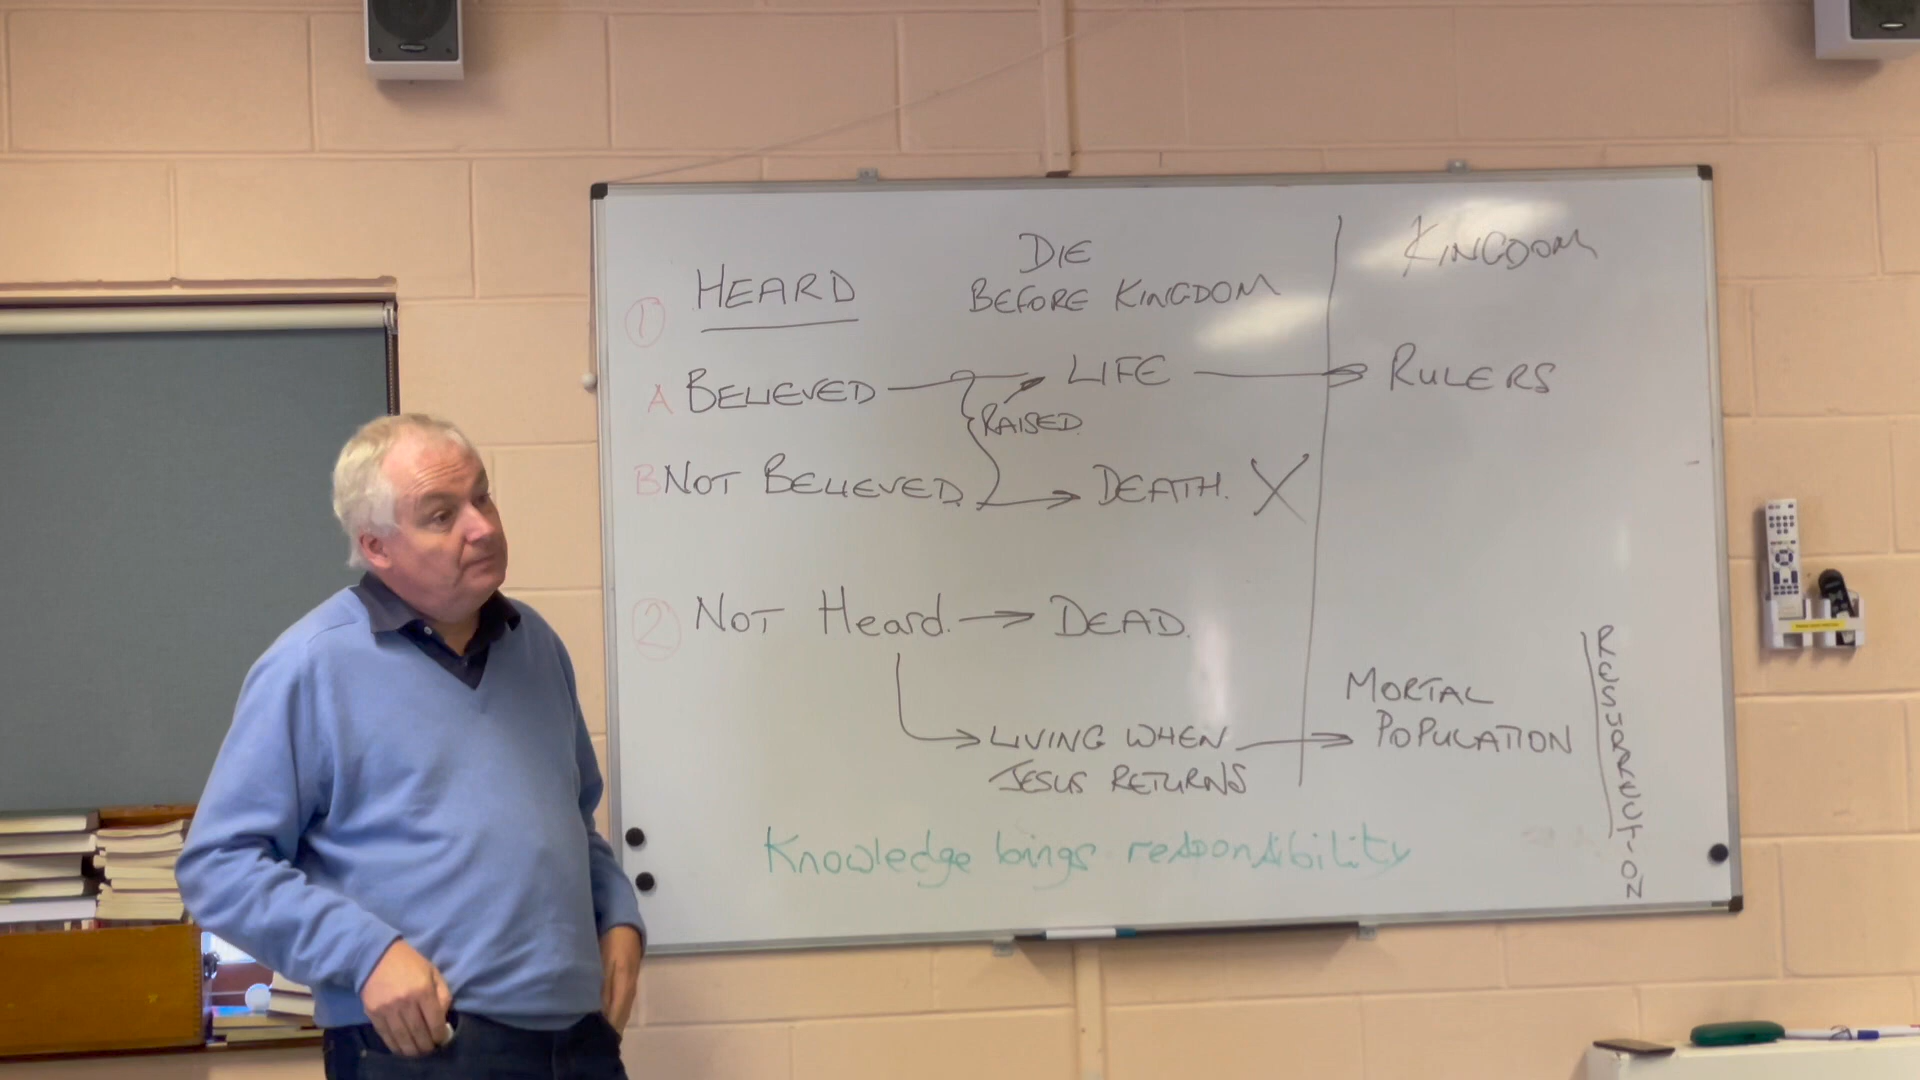 DIE
BEFORE KINGDOM
KINGDOM
① HEARD
A BELIEVED LIFE RULERS
RAISED
B NOT BELIEVED. DEATH. X
② NOT Heard. DEAD.
MORTAL
POPULATION
LIVING WHEN
JESUS RETURNS
Knowledge brings responsibility